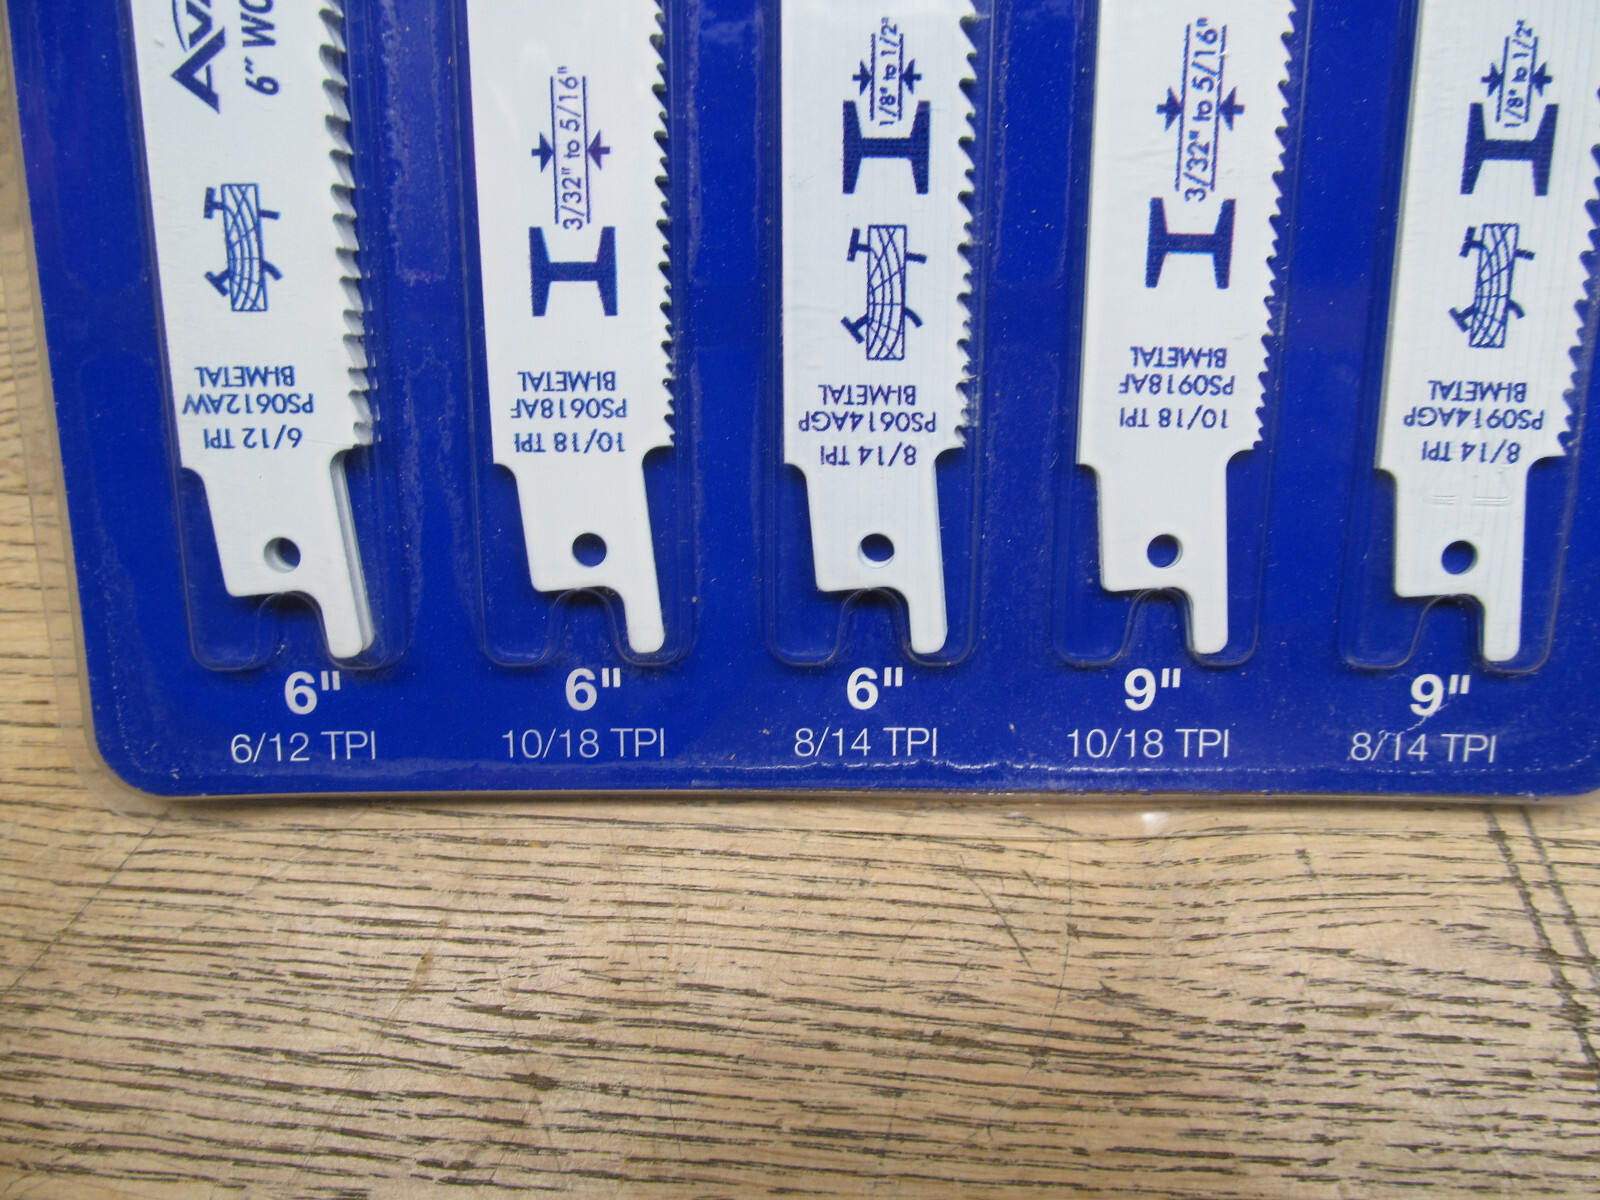 6/12 TPI
PS0612AW
BI-METAL
10/18 TPI
PS0618AF
BI-METAL
3/32" to 5/16"
8/14 TPI
PS0614AGP
BI-METAL
1/8" to 1/2"
10/18 TPI
PS0918AF
BI-METAL
3/32" to 5/16"
8/14 TPI
PS0914AGP
BI-METAL
1/8" to 1/2"
6"
6/12 TPI
6"
10/18 TPI
6"
8/14 TPI
9"
10/18 TPI
9"
8/14 TPI